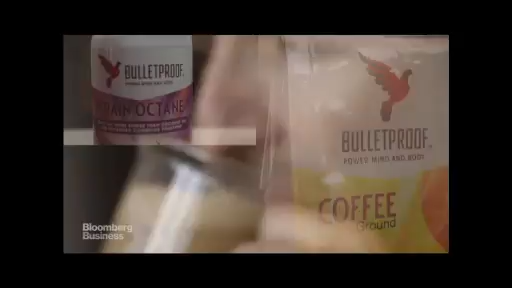 BULLETPROOF
BRAIN OCTANE
BULLETPROOF
POWER MIND AND BODY
COFFEE
Ground
Bloomberg
Business